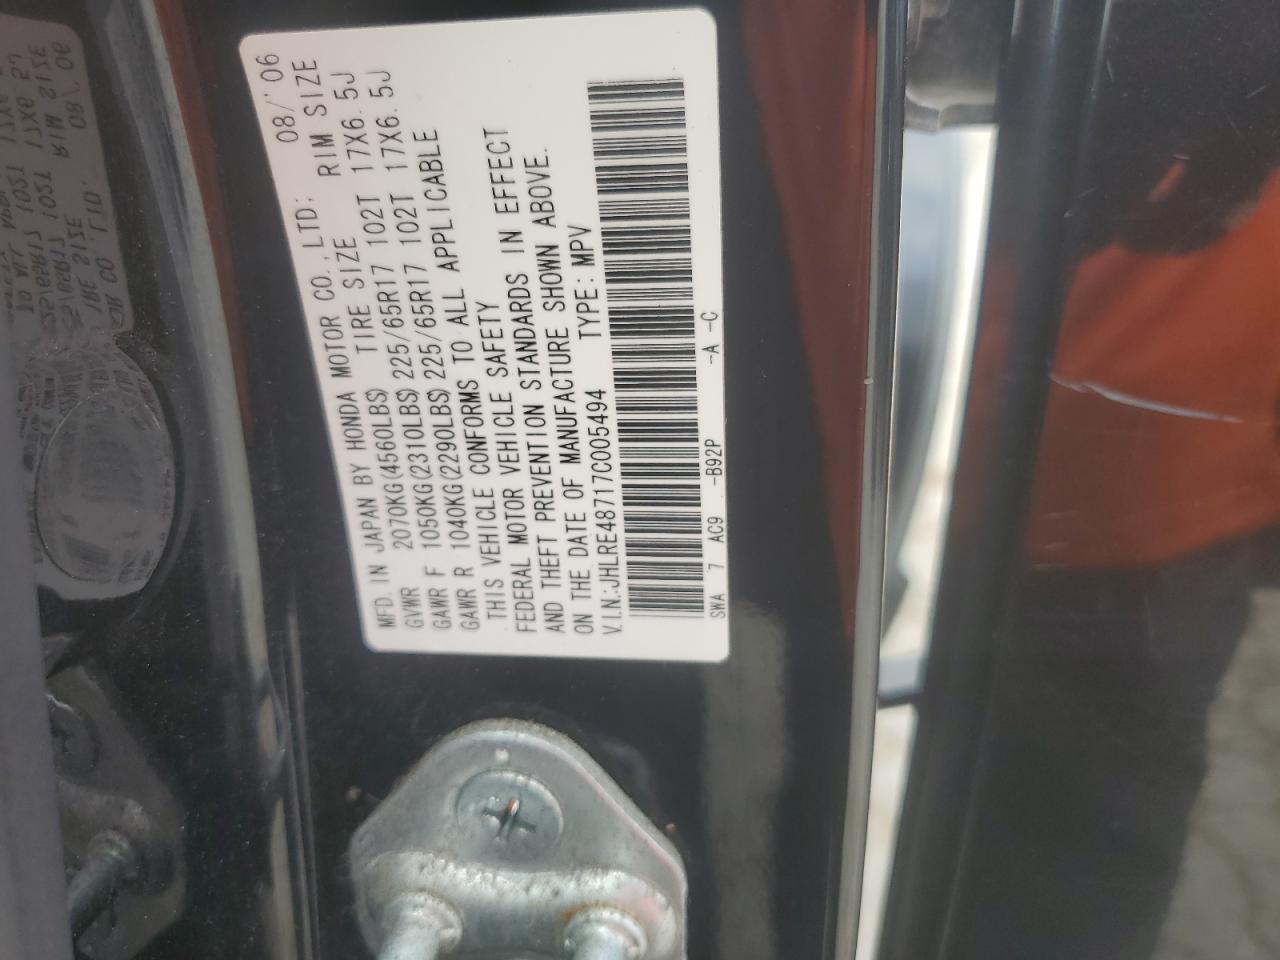 MFD. IN JAPAN BY HONDA MOTOR CO., LTD: 08/'06
TIRE SIZE RIM SIZE
GVWR 2070KG(4560LBS)
GAWR F 1050KG(2310LBS) 225/65R17 102T 17X6.5J
GAWR R 1040KG(2290LBS) 225/65R17 102T 17X6.5J
THIS VEHICLE CONFORMS TO ALL APPLICABLE
FEDERAL MOTOR VEHICLE SAFETY
AND THEFT PREVENTION STANDARDS IN EFFECT
ON THE DATE OF MANUFACTURE SHOWN ABOVE.
V.I.N.:JHLRE48717C005494 TYPE: MPV
SWA 7 AC9 -B92P -A -C